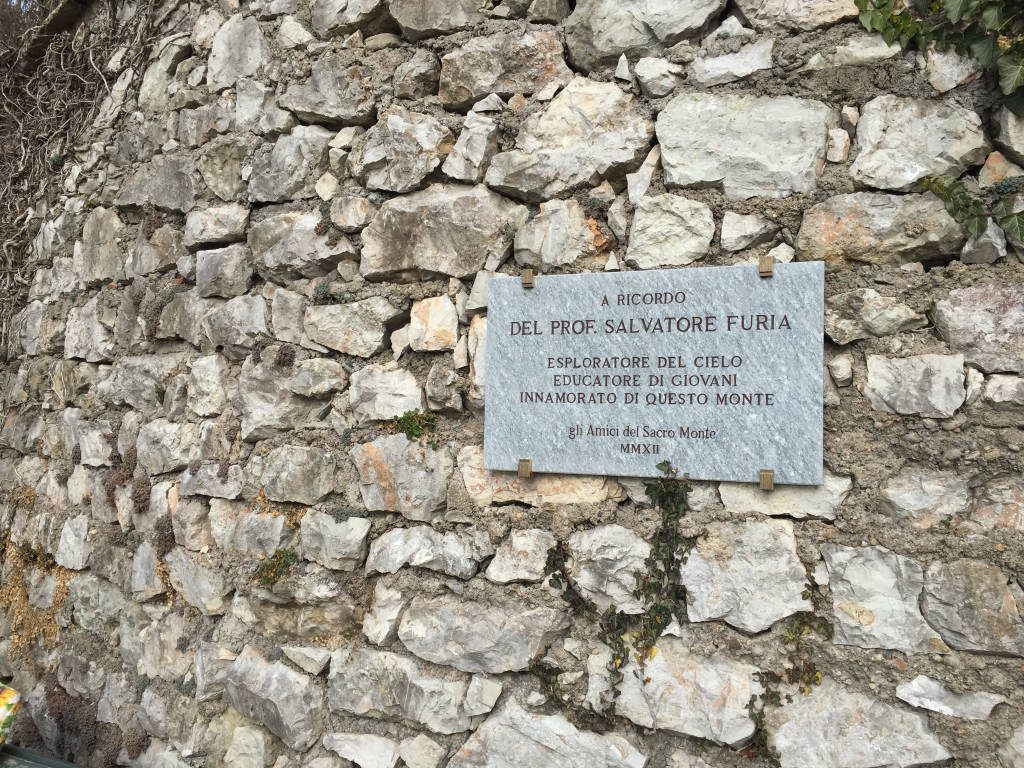 A RICORDO
DEL PROF. SALVATORE FURIA
ESPLORATORE DEL CIELO
EDUCATORE DI GIOVANI
INNAMORATO DI QUESTO MONTE
gli Amici del Sacro Monte
MMXII